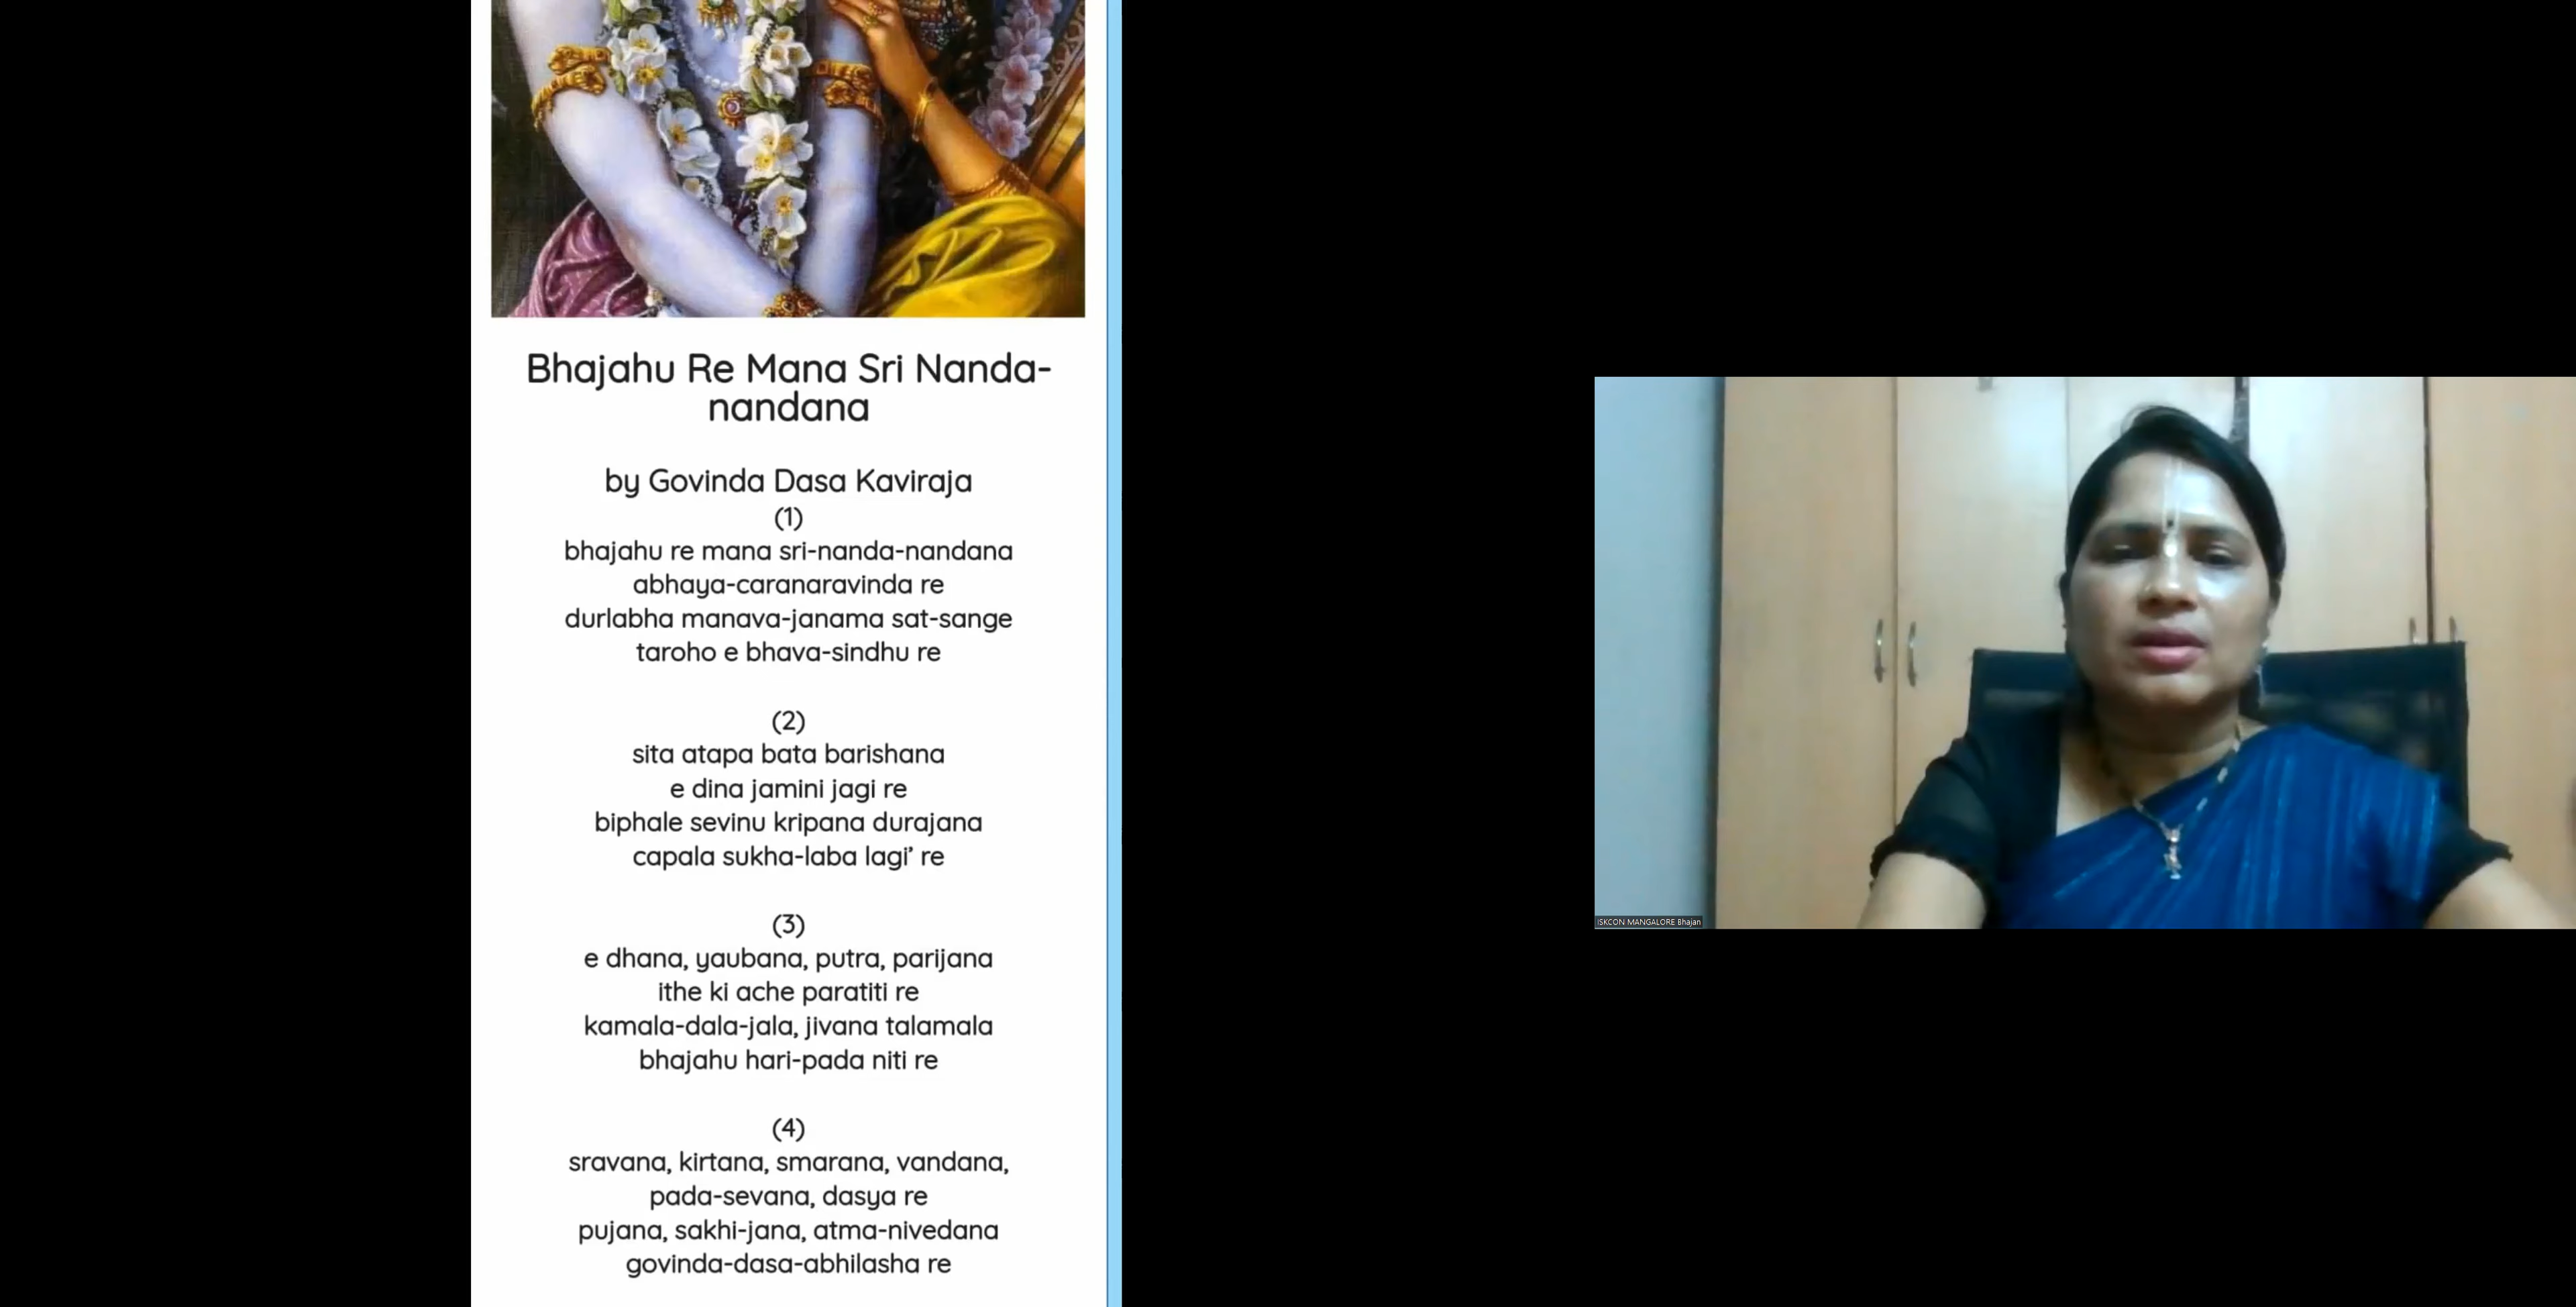 Bhajahu Re Mana Sri Nanda-
nandana
by Govinda Dasa Kaviraja
(1)
bhajahu re mana sri-nanda-nandana
abhaya-caranaravinda re
durlabha manava-janama sat-sange
taroho e bhava-sindhu re
(2)
sita atapa bata barishana
e dina jamini jagi re
biphale sevinu kripana durajana
capala sukha-laba lagi’ re
(3)
e dhana, yaubana, putra, parijana
ithe ki ache paratiti re
kamala-dala-jala, jivana talamala
bhajahu hari-pada niti re
(4)
sravana, kirtana, smarana, vandana,
pada-sevana, dasya re
pujana, sakhi-jana, atma-nivedana
govinda-dasa-abhilasha re
ISKCON MANGALORE Bhajan